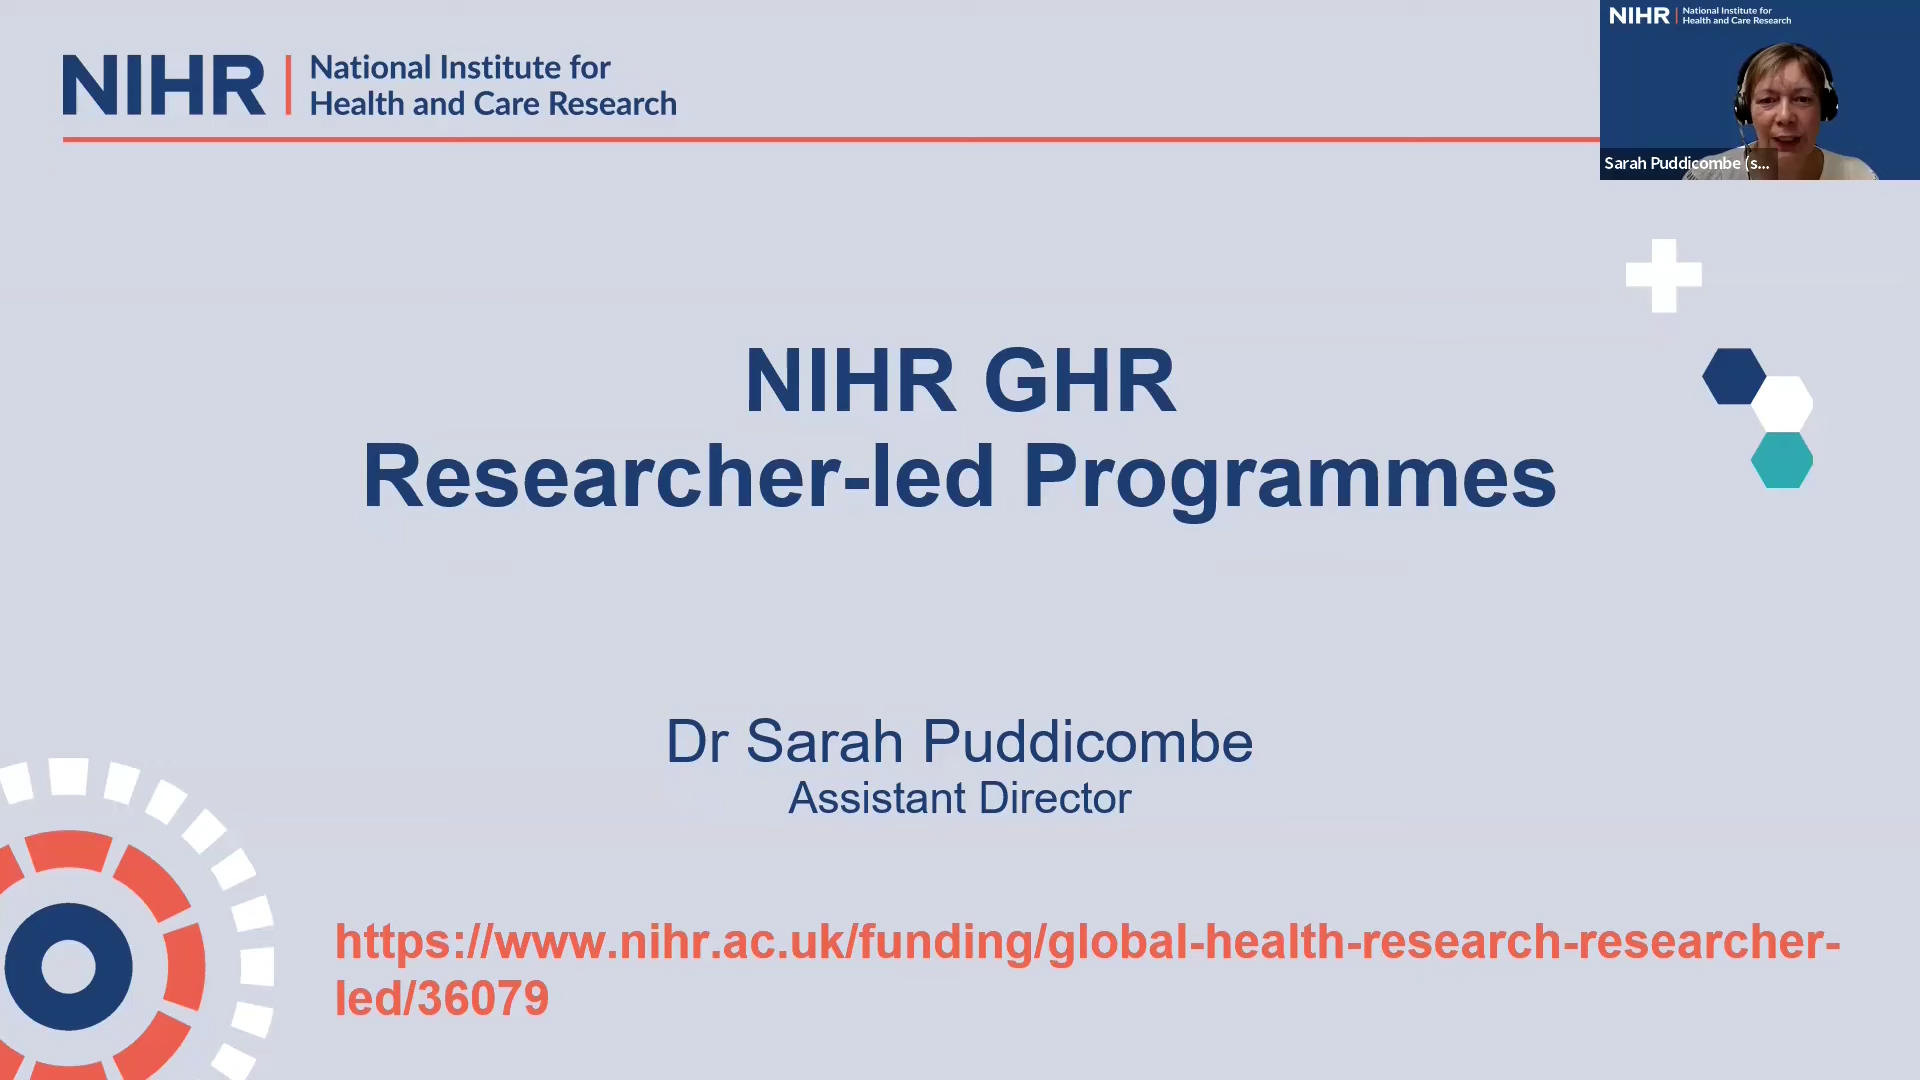 NIHR | National Institute for
Health and Care Research
NIHR | National Institute for
Health and Care Research
Sarah Puddicombe (s...
NIHR GHR
Researcher-led Programmes
Dr Sarah Puddicombe
Assistant Director
https://www.nihr.ac.uk/funding/global-health-research-researcher-
led/36079